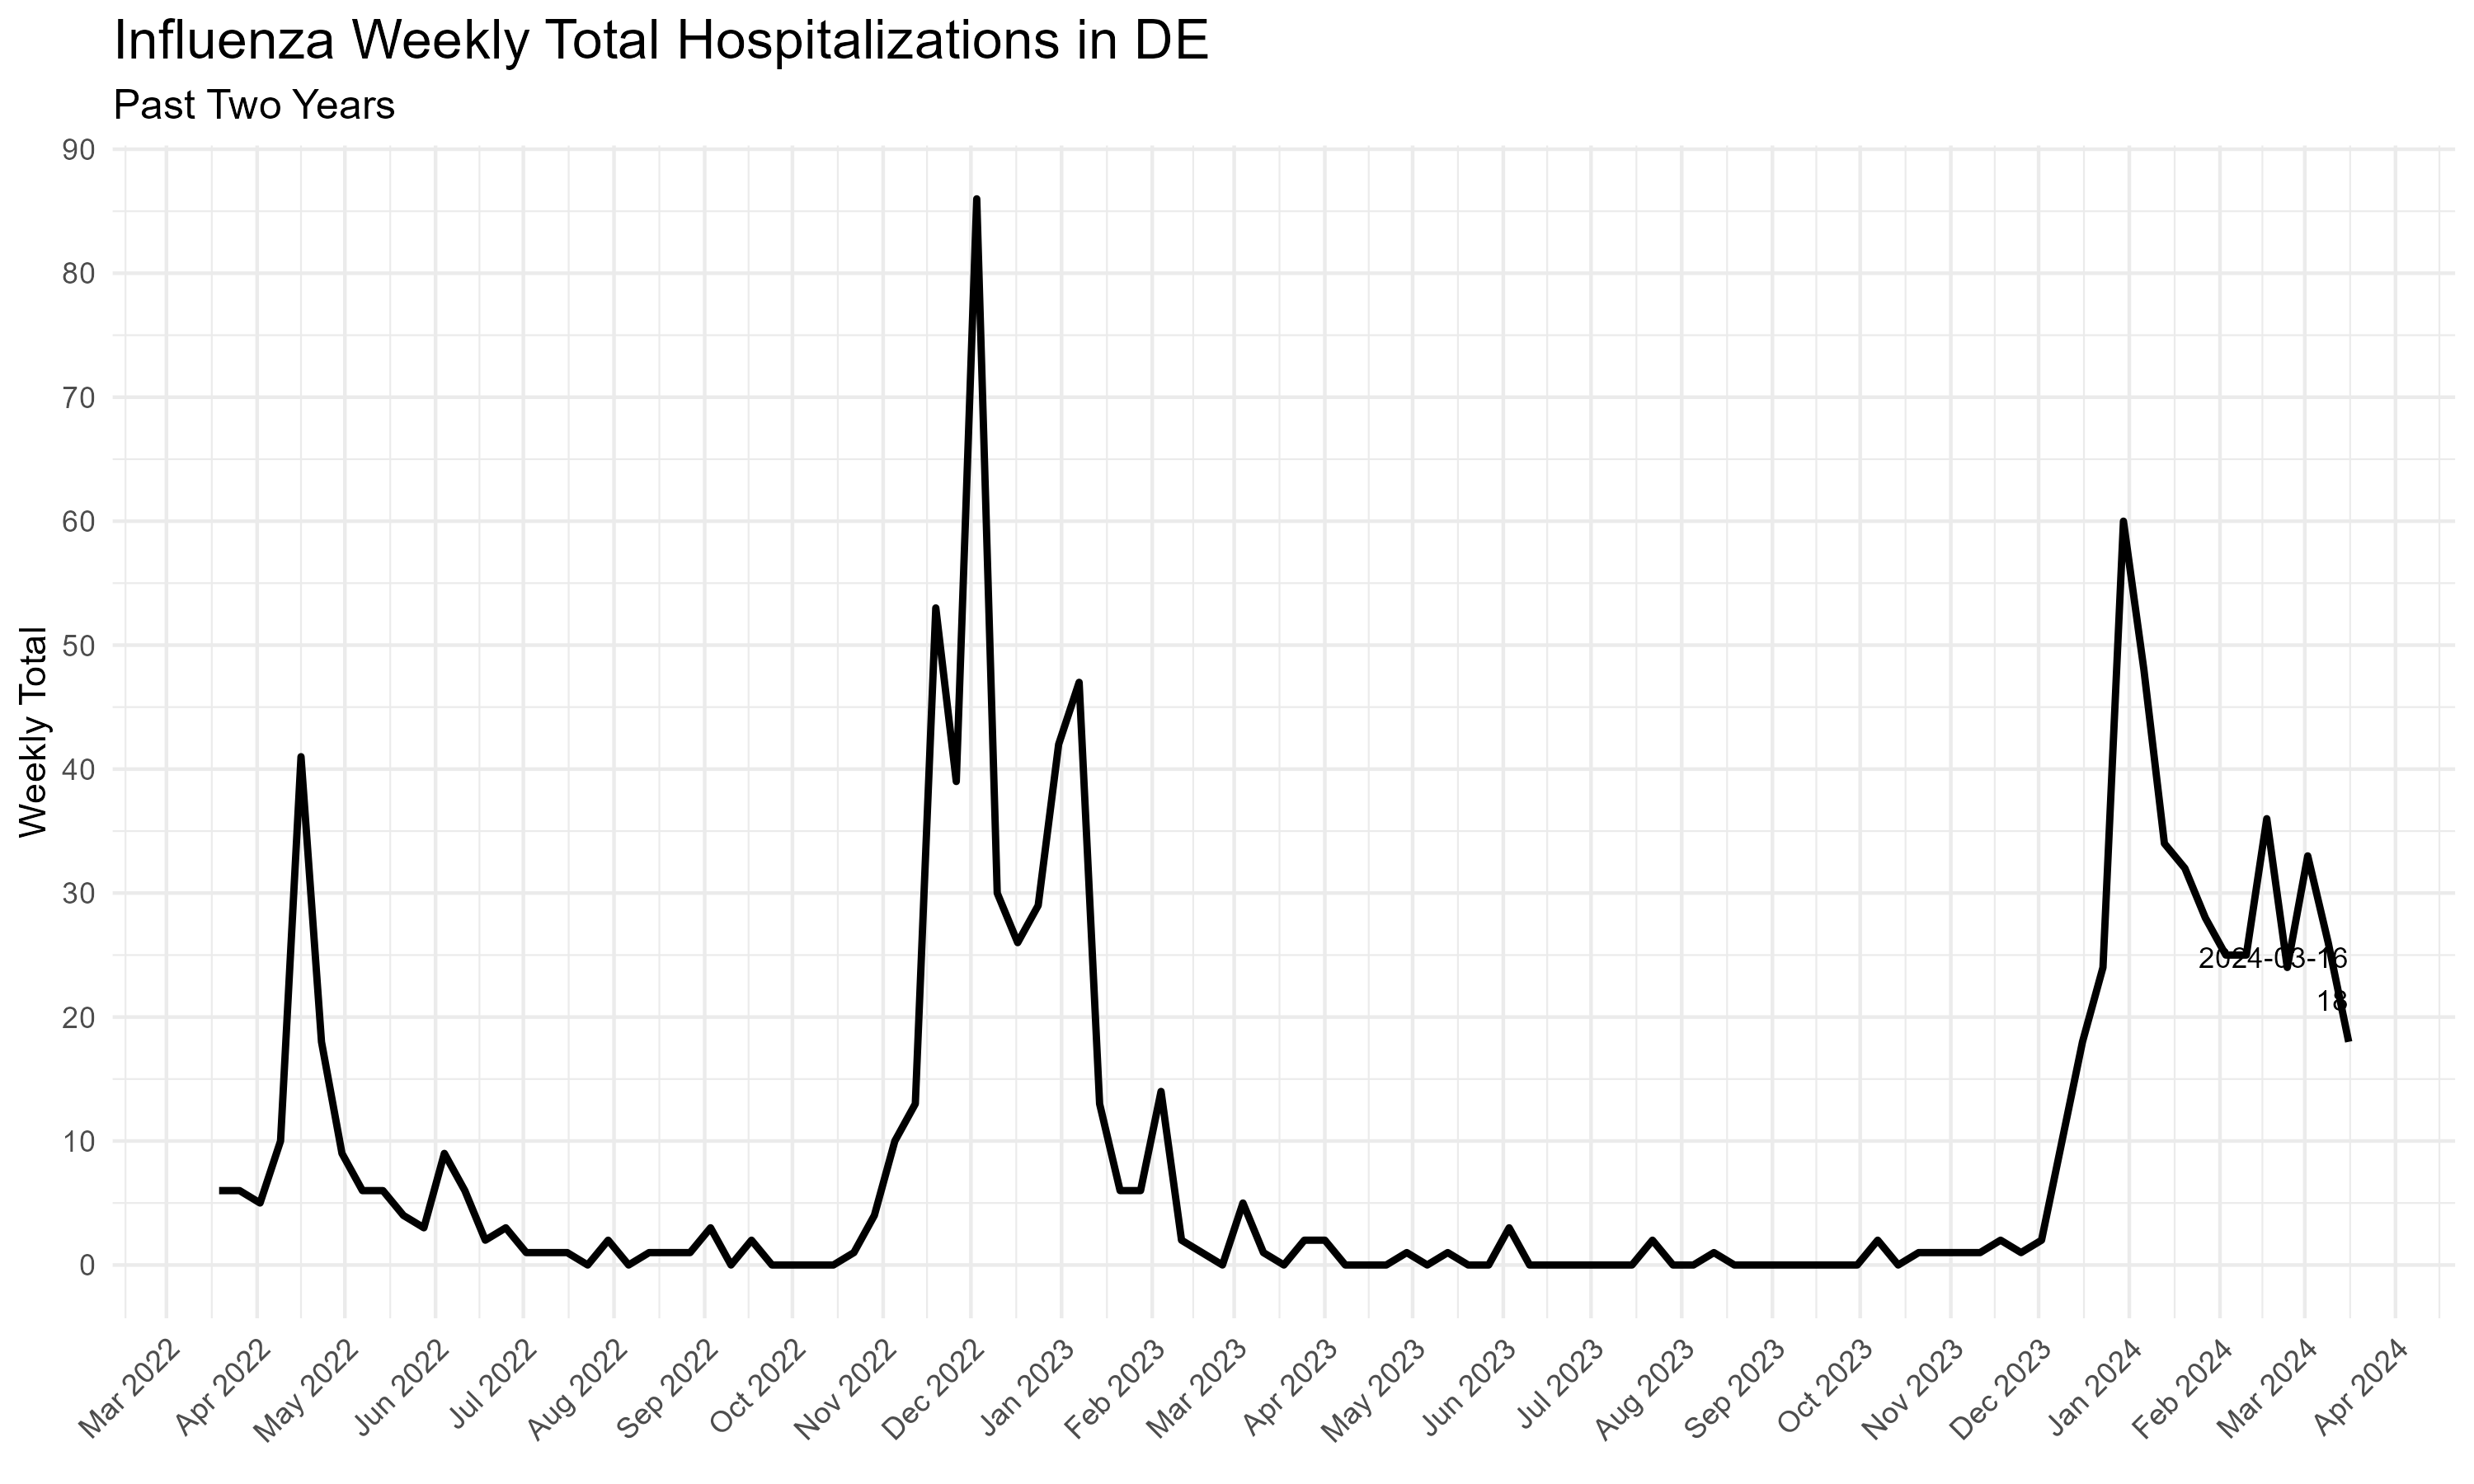 Influenza Weekly Total Hospitalizations in DE
Past Two Years
90
80
70
60
50
40
30
20
10
0
Weekly Total
2024-03-16
18
Mar 2022
Apr 2022
May 2022
Jun 2022
Jul 2022
Aug 2022
Sep 2022
Oct 2022
Nov 2022
Dec 2022
Jan 2023
Feb 2023
Mar 2023
Apr 2023
May 2023
Jun 2023
Jul 2023
Aug 2023
Sep 2023
Oct 2023
Nov 2023
Dec 2023
Jan 2024
Feb 2024
Mar 2024
Apr 2024